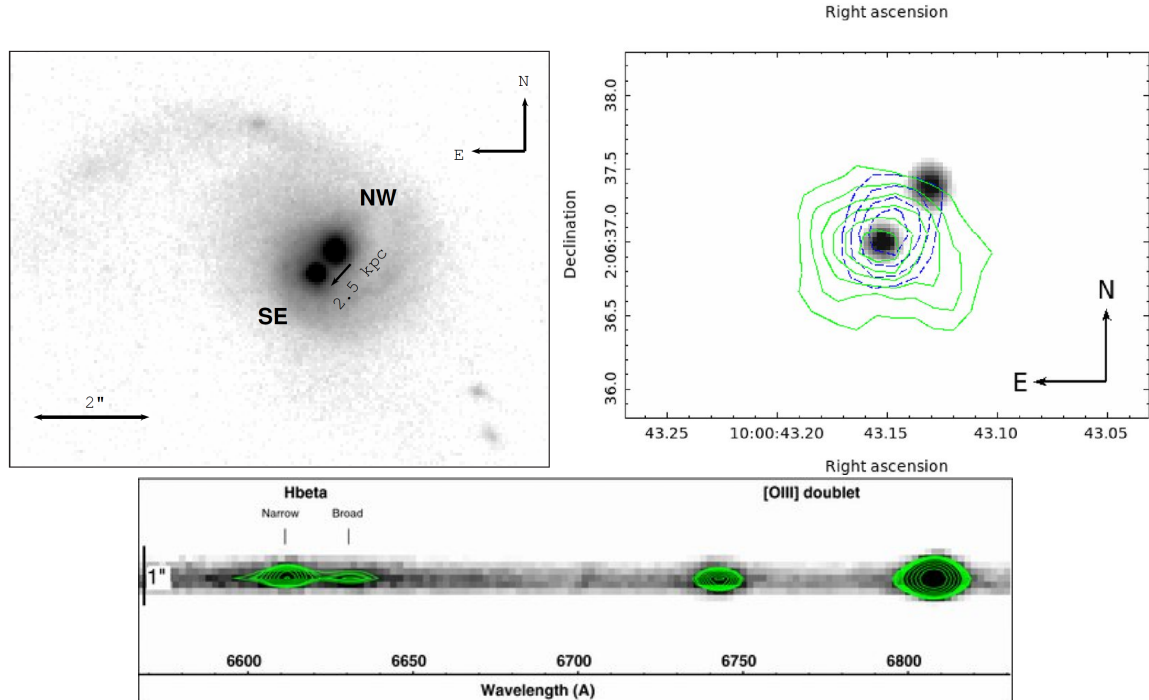 Right ascension
N
E
NW
2.5 kpc
SE
2"
Declination
38.0
37.5
2:06:37.0
36.5
36.0
N
E
43.25 10:00:43.20 43.15 43.10 43.05
Right ascension
Hbeta [OIII] doublet
Narrow Broad
1"
6600 6650 6700 6750 6800
Wavelength (A)